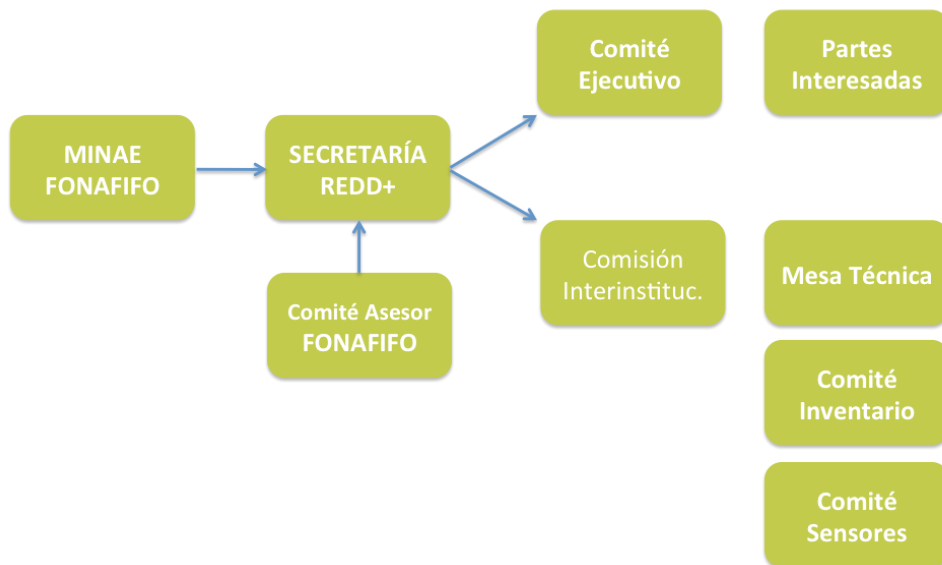 Comité
Ejecutivo
Partes
Interesadas
MINAE
FONAFIFO
SECRETARÍA
REDD+
Comisión
Interinstituc.
Mesa Técnica
Comité Asesor
FONAFIFO
Comité
Inventario
Comité
Sensores